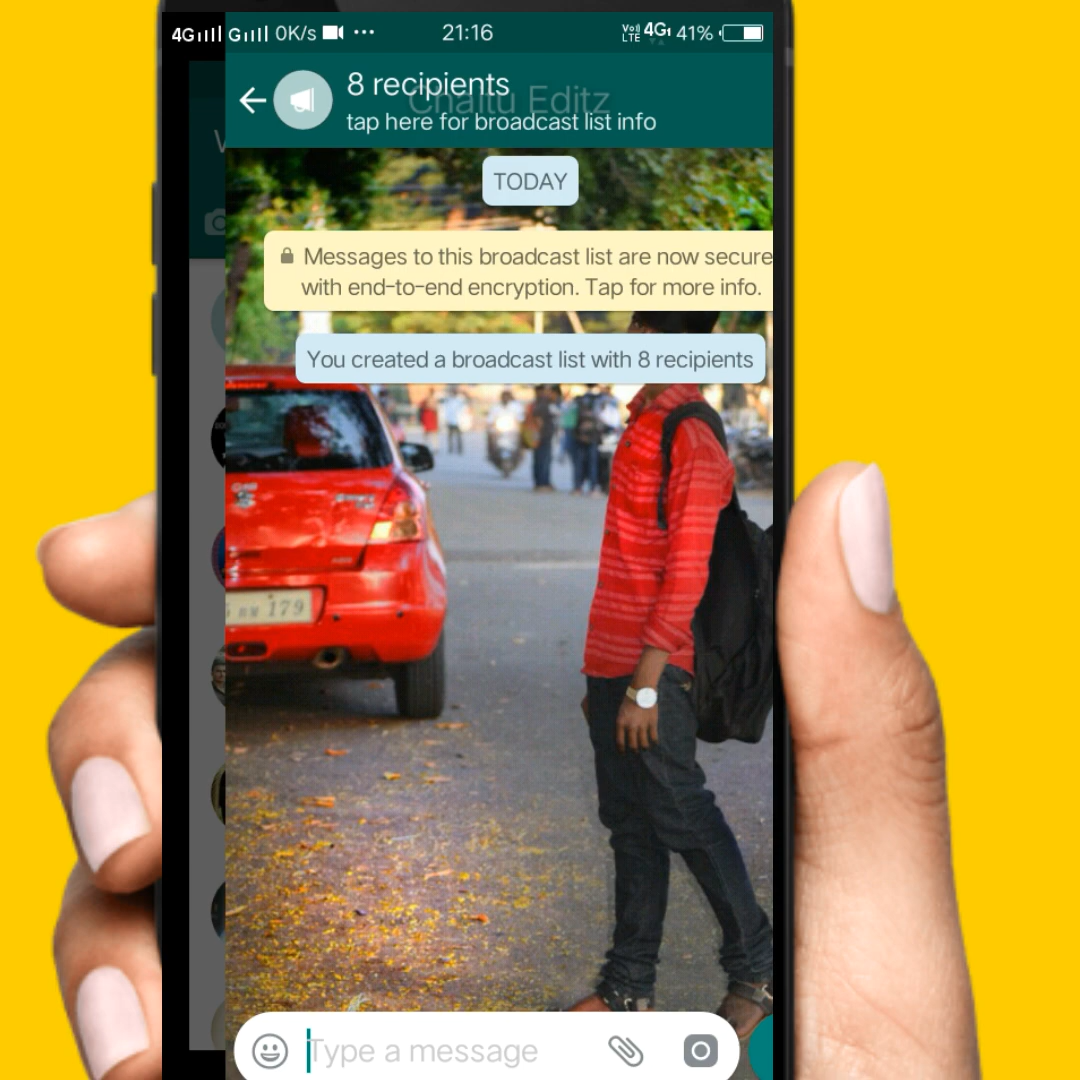 4G G 0K/s ... 21:16 Vo) LTE 4G 41%
8 recipients
Chaitu Editz
tap here for broadcast list info
W
TODAY
Messages to this broadcast list are now secure
with end-to-end encryption. Tap for more info.
You created a broadcast list with 8 recipients
179
Type a message